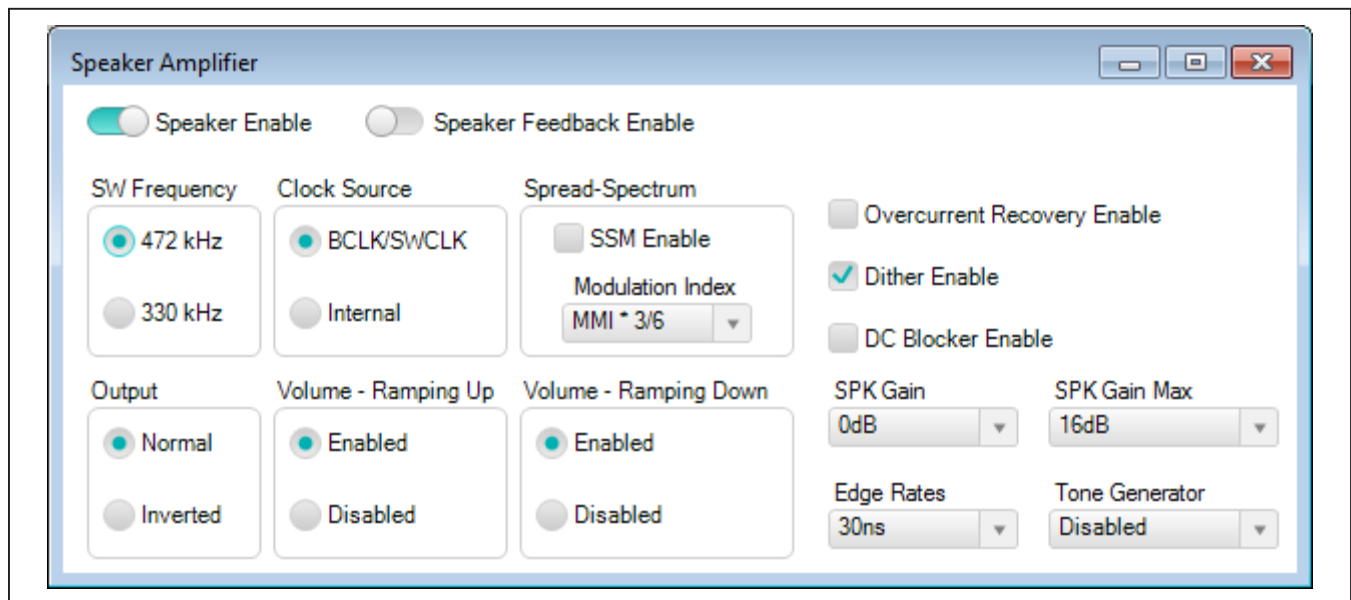 Speaker Amplifier
Speaker Enable
Speaker Feedback Enable
SW Frequency
472 kHz
330 kHz
Clock Source
BCLK/SWCLK
Internal
Spread-Spectrum
SSM Enable
Modulation Index
MMI * 3/6
Overcurrent Recovery Enable
Dither Enable
DC Blocker Enable
Output
Normal
Inverted
Volume - Ramping Up
Enabled
Disabled
Volume - Ramping Down
Enabled
Disabled
SPK Gain
0dB
SPK Gain Max
16dB
Edge Rates
30ns
Tone Generator
Disabled